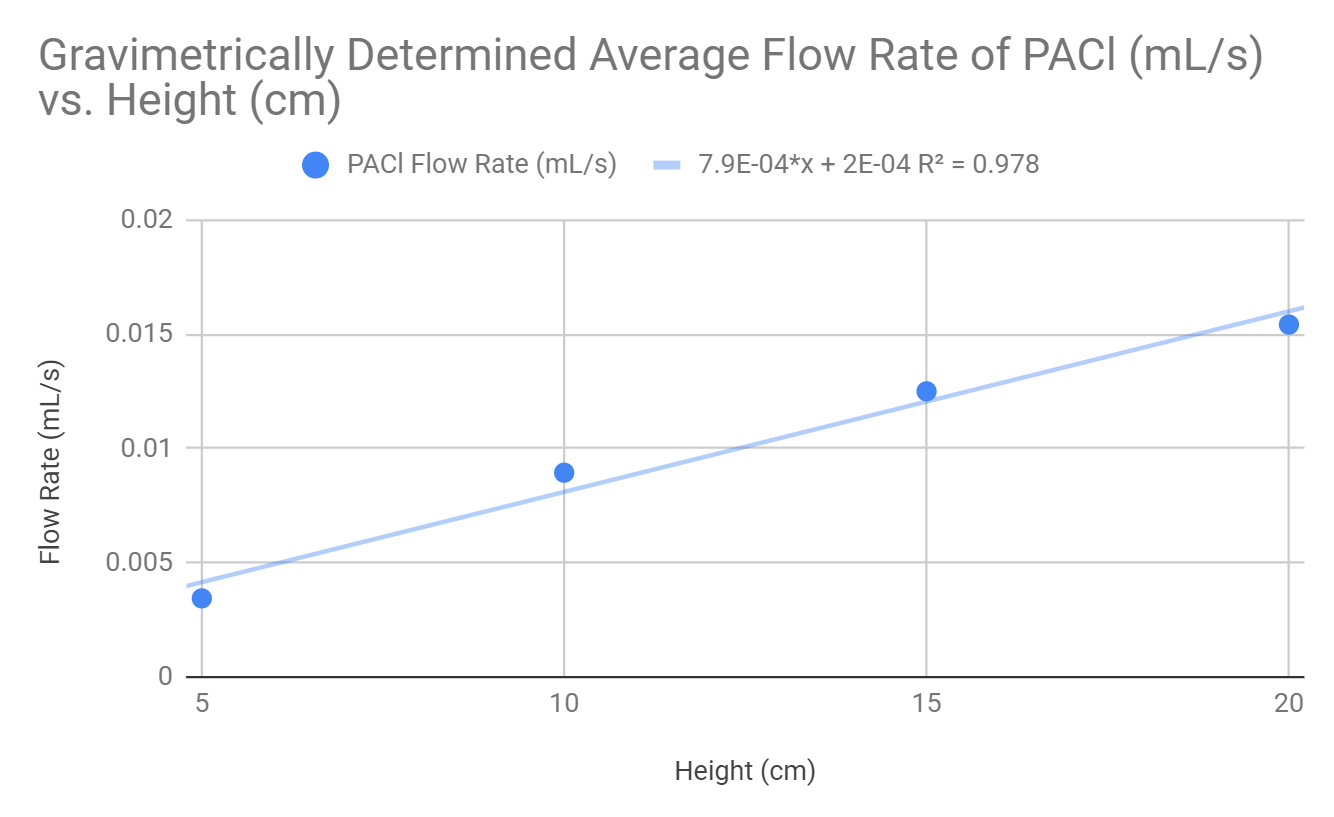 Gravimetrically Determined Average Flow Rate of PACl (mL/s)
vs. Height (cm)
PACl Flow Rate (mL/s) 7.9E-04*x + 2E-04 R² = 0.978
0.02
0.015
0.01
0.005
0
Flow Rate (mL/s)
5 10 15 20
Height (cm)